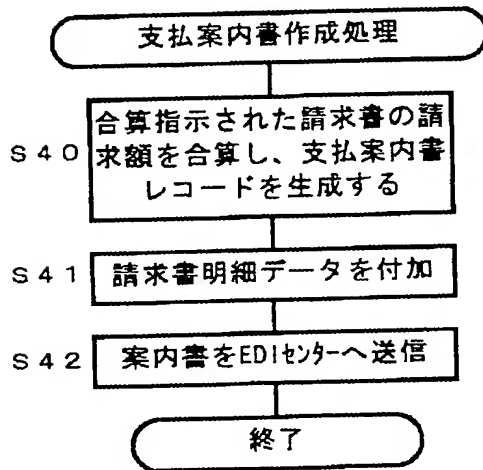 支払案内書作成処理
S40
合算指示された請求書の請
求額を合算し、支払案内書
レコードを生成する
S41
請求書明細データを付加
S42
案内書をEDIセンターへ送信
終了